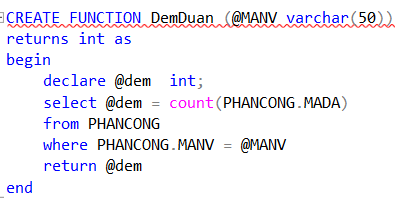 CREATE FUNCTION DemDuan (@MANV varchar(50))
returns int as
begin
declare @dem int;
select @dem = count(PHANCONG.MADA)
from PHANCONG
where PHANCONG.MANV = @MANV
return @dem
end